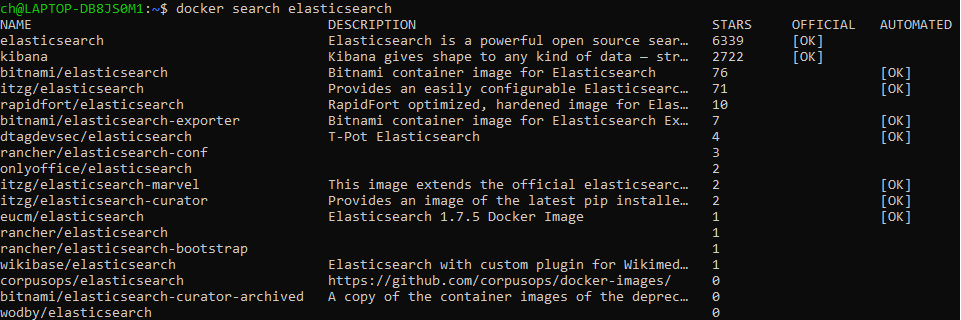 ch@LAPTOP-DB8JS0M1:~$ docker search elasticsearch
NAME DESCRIPTION STARS OFFICIAL AUTOMATED
elasticsearch Elasticsearch is a powerful open source sear… 6339 [OK]
kibana Kibana gives shape to any kind of data — str… 2722 [OK]
bitnami/elasticsearch Bitnami container image for Elasticsearch 76 [OK]
itzg/elasticsearch Provides an easily configurable Elasticsearc… 71 [OK]
rapidfort/elasticsearch RapidFort optimized, hardened image for Elas… 10
bitnami/elasticsearch-exporter Bitnami container image for Elasticsearch Ex… 7 [OK]
dtagdevsec/elasticsearch T-Pot Elasticsearch 4 [OK]
rancher/elasticsearch-conf 3
onlyoffice/elasticsearch 2
itzg/elasticsearch-marvel This image extends the official elasticsearc… 2 [OK]
itzg/elasticsearch-curator Provides an image of the latest pip installe… 2 [OK]
eucm/elasticsearch Elasticsearch 1.7.5 Docker Image 1 [OK]
rancher/elasticsearch 1
rancher/elasticsearch-bootstrap 1
wikibase/elasticsearch Elasticsearch with custom plugin for Wikimed… 1
corpusops/elasticsearch https://github.com/corpusops/docker-images/ 0
bitnami/elasticsearch-curator-archived A copy of the container images of the deprec… 0
wodby/elasticsearch 0